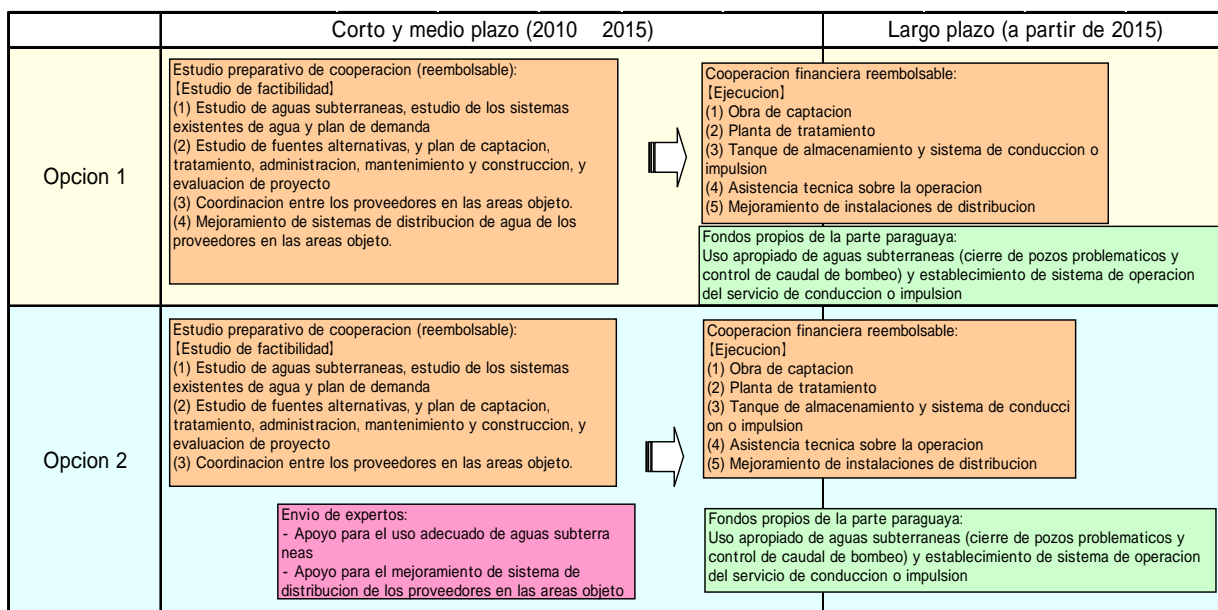 Corto y medio plazo (2010 2015)
Largo plazo (a partir de 2015)
Opcion 1
Estudio preparativo de cooperacion (reembolsable):
【Estudio de factibilidad】
(1) Estudio de aguas subterraneas, estudio de los sistemas
existentes de agua y plan de demanda
(2) Estudio de fuentes alternativas, y plan de captacion,
tratamiento, administracion, mantenimiento y construccion, y
evaluacion de proyecto
(3) Coordinacion entre los proveedores en las areas objeto.
(4) Mejoramiento de sistemas de distribucion de agua de los
proveedores en las areas objeto.
Cooperacion financiera reembolsable:
【Ejecucion】
(1) Obra de captacion
(2) Planta de tratamiento
(3) Tanque de almacenamiento y sistema de conduccion o
impulsion
(4) Asistencia tecnica sobre la operacion
(5) Mejoramiento de instalaciones de distribucion
Fondos propios de la parte paraguaya:
Uso apropiado de aguas subterraneas (cierre de pozos problematicos y
control de caudal de bombeo) y establecimiento de sistema de operacion
del servicio de conduccion o impulsion
Opcion 2
Estudio preparativo de cooperacion (reembolsable):
【Estudio de factibilidad】
(1) Estudio de aguas subterraneas, estudio de los sistemas
existentes de agua y plan de demanda
(2) Estudio de fuentes alternativas, y plan de captacion,
tratamiento, administracion, mantenimiento y construccion, y
evaluacion de proyecto
(3) Coordinacion entre los proveedores en las areas objeto.
Envio de expertos:
- Apoyo para el uso adecuado de aguas subterra
neas
- Apoyo para el mejoramiento de sistema de
distribucion de los proveedores en las areas objeto
Cooperacion financiera reembolsable:
【Ejecucion】
(1) Obra de captacion
(2) Planta de tratamiento
(3) Tanque de almacenamiento y sistema de conducci
on o impulsion
(4) Asistencia tecnica sobre la operacion
(5) Mejoramiento de instalaciones de distribucion
Fondos propios de la parte paraguaya:
Uso apropiado de aguas subterraneas (cierre de pozos problematicos y
control de caudal de bombeo) y establecimiento de sistema de operacion
del servicio de conduccion o impulsion